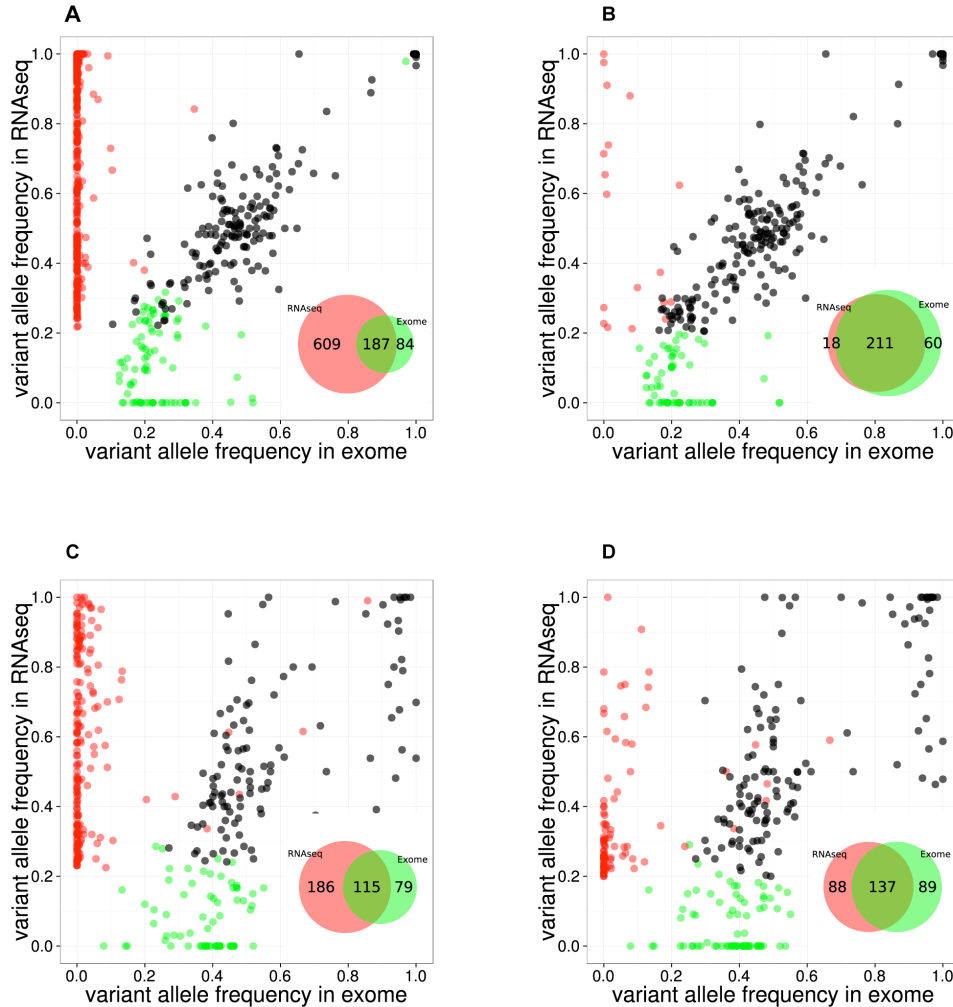 A
variant allele frequency in RNAseq
1.0
0.8
0.6
0.4
0.2
0.0
RNAseq
Exome
609 187 84
0.0 0.2 0.4 0.6 0.8 1.0
variant allele frequency in exome
B
variant allele frequency in RNAseq
1.0
0.8
0.6
0.4
0.2
0.0
RNAseq
Exome
18 211 60
0.0 0.2 0.4 0.6 0.8 1.0
variant allele frequency in exome
C
variant allele frequency in RNAseq
1.0
0.8
0.6
0.4
0.2
0.0
RNAseq
Exome
186 115 79
0.0 0.2 0.4 0.6 0.8 1.0
variant allele frequency in exome
D
variant allele frequency in RNAseq
1.0
0.8
0.6
0.4
0.2
0.0
RNAseq
Exome
88 137 89
0.0 0.2 0.4 0.6 0.8 1.0
variant allele frequency in exome